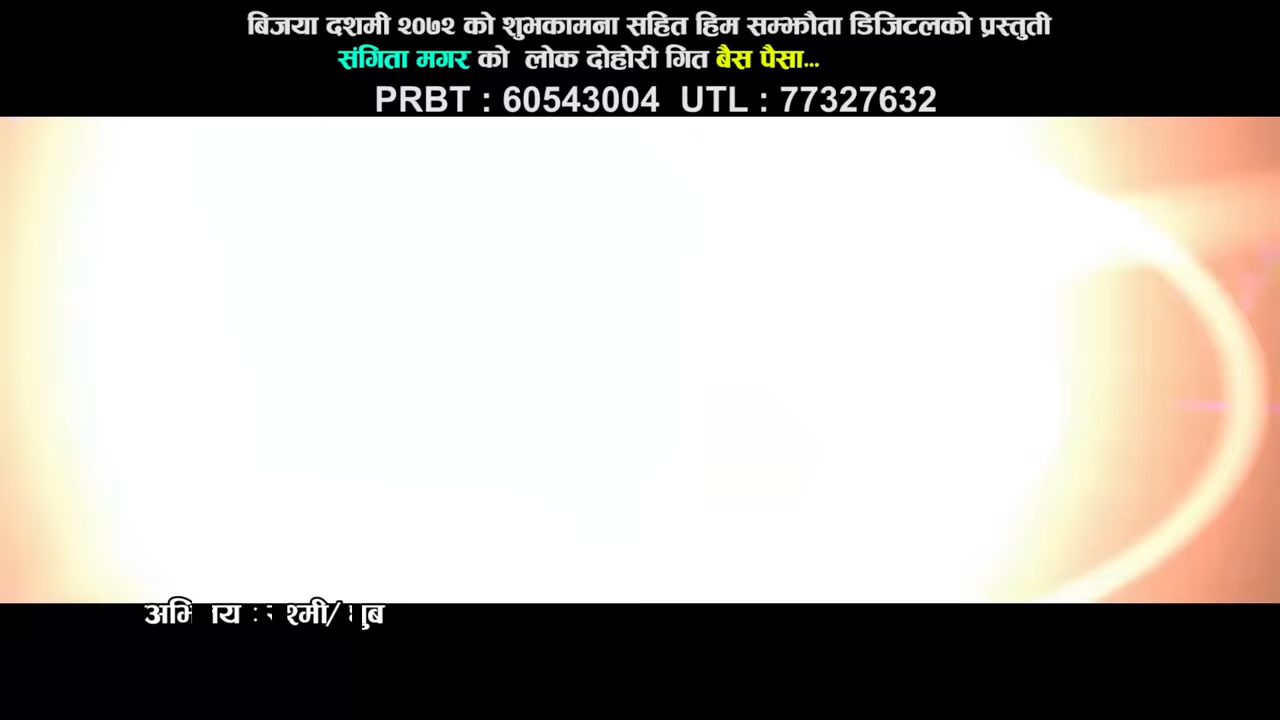 बिजया दशमी २०७२ को शुभकामना सहित हिम सम्झौता डिजिटलको प्रस्तुती
संगिता मगर को लोक दोहोरी गित बैस पैसा...
PRBT : 60543004 UTL : 77327632